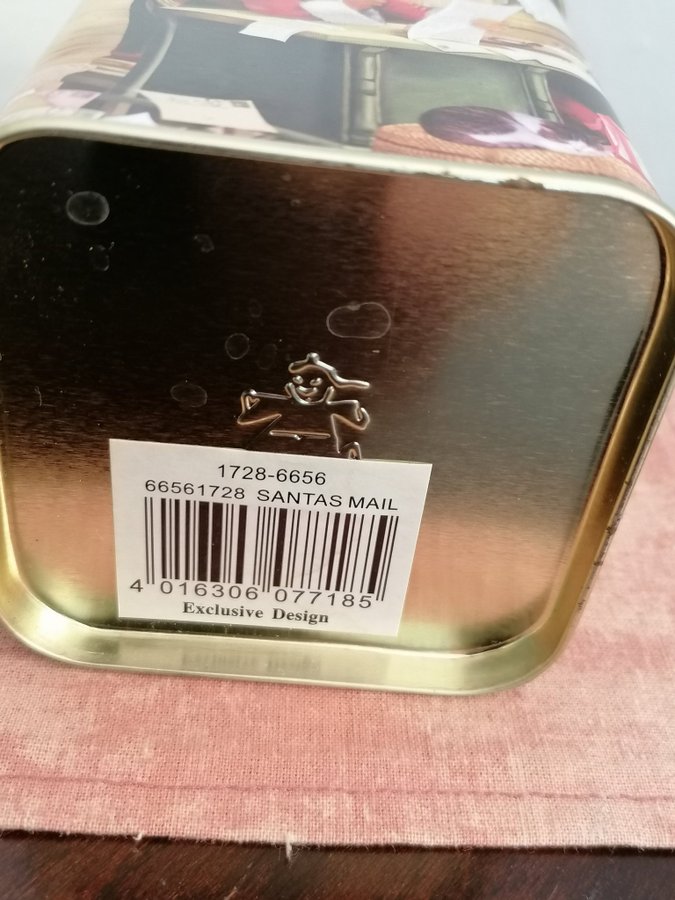 1728-6656
66561728 SANTAS MAIL
4 016306 077185
Exclusive Design